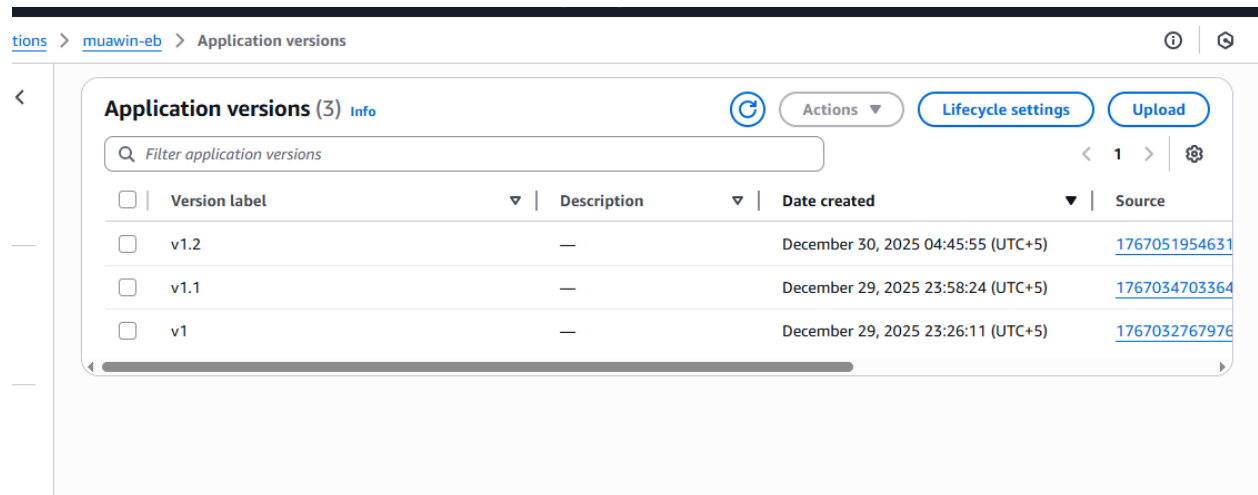 tions > muawin-eb > Application versions
Application versions (3) Info
Actions
Lifecycle settings
Upload
Filter application versions
1
Version label Description Date created Source
v1.2 — December 30, 2025 04:45:55 (UTC+5) 1767051954631
v1.1 — December 29, 2025 23:58:24 (UTC+5) 1767034703364
v1 — December 29, 2025 23:26:11 (UTC+5) 1767032767976